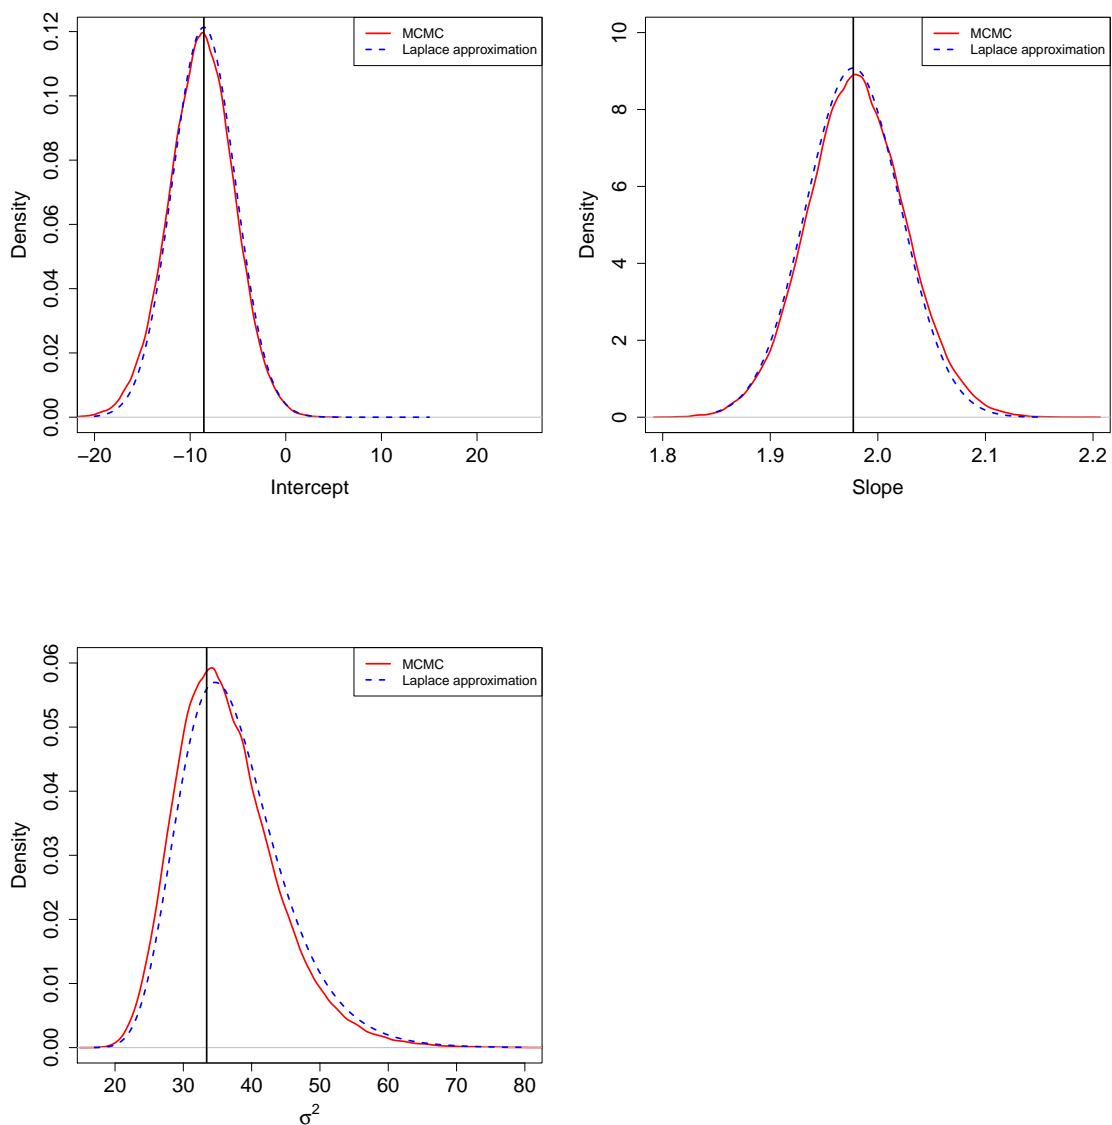 MCMC
Laplace approximation
Density
0.00 0.02 0.04 0.06 0.08 0.10 0.12
−20 −10 0 10 20
Intercept
MCMC
Laplace approximation
Density
0 2 4 6 8 10
1.8 1.9 2.0 2.1 2.2
Slope
MCMC
Laplace approximation
Density
0.00 0.01 0.02 0.03 0.04 0.05 0.06
20 30 40 50 60 70 80
σ²